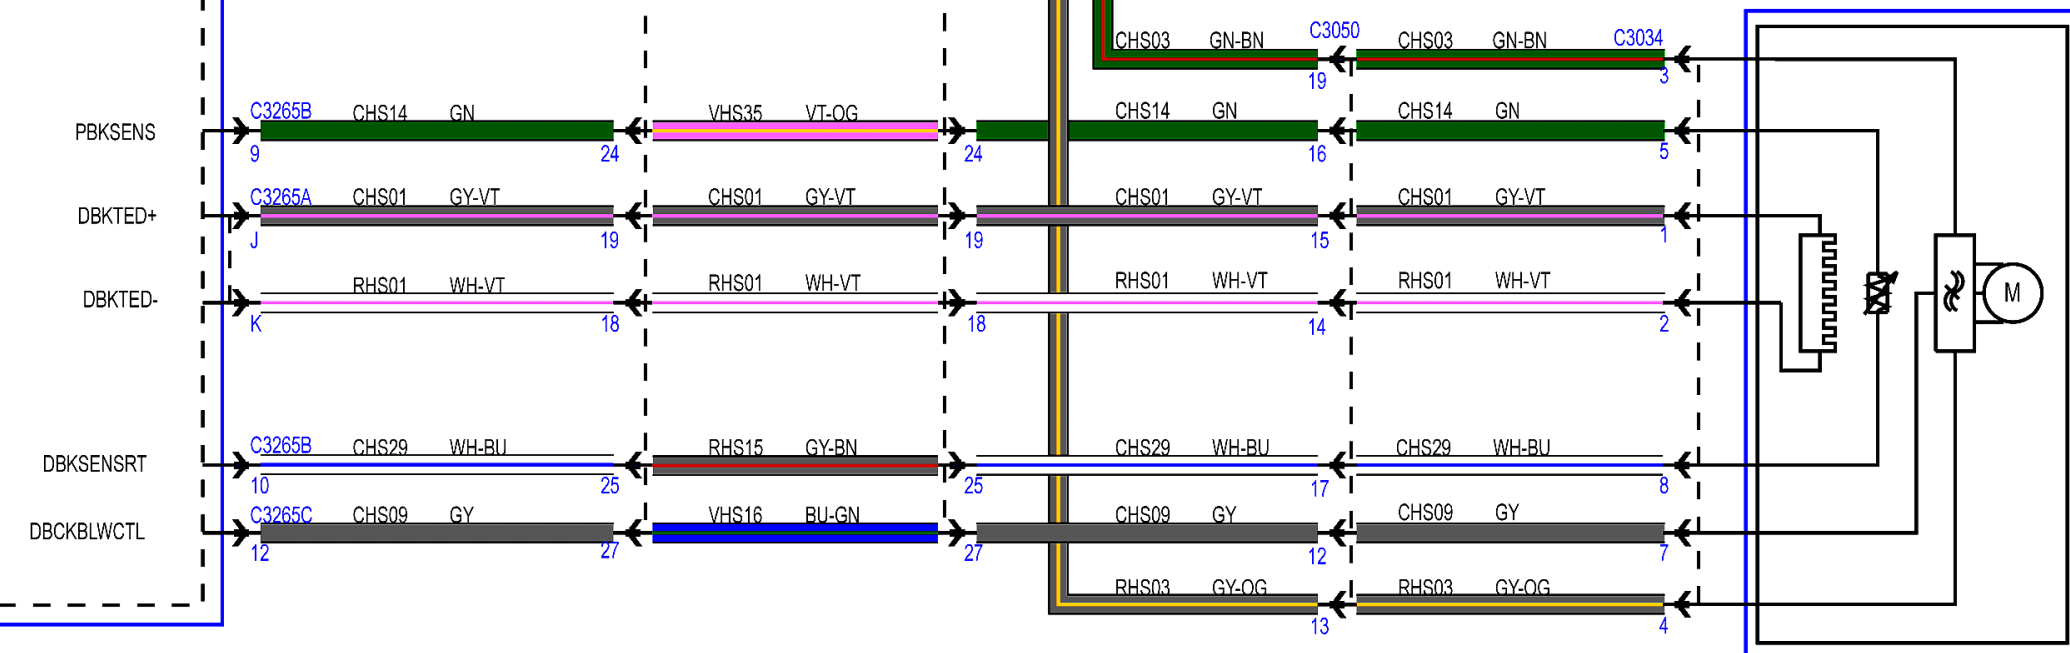 CHS03 GN-BN C3050 CHS03 GN-BN C3034
19 3
PBKSENS C3265B CHS14 GN VHS35 VT-OG CHS14 GN CHS14 GN
9 24 24 16 5
DBKTED+ C3265A CHS01 GY-VT CHS01 GY-VT CHS01 GY-VT CHS01 GY-VT
J 19 19 15 1
DBKTED- RHS01 WH-VT RHS01 WH-VT RHS01 WH-VT RHS01 WH-VT M
K 18 18 14 2
DBKSENSRT C3265B CHS29 WH-BU RHS15 GY-BN CHS29 WH-BU CHS29 WH-BU
10 25 25 17 8
DBCKBLWCTL C3265C CHS09 GY VHS16 BU-GN CHS09 GY CHS09 GY
12 27 27 12 7
RHS03 GY-OG RHS03 GY-OG
13 4